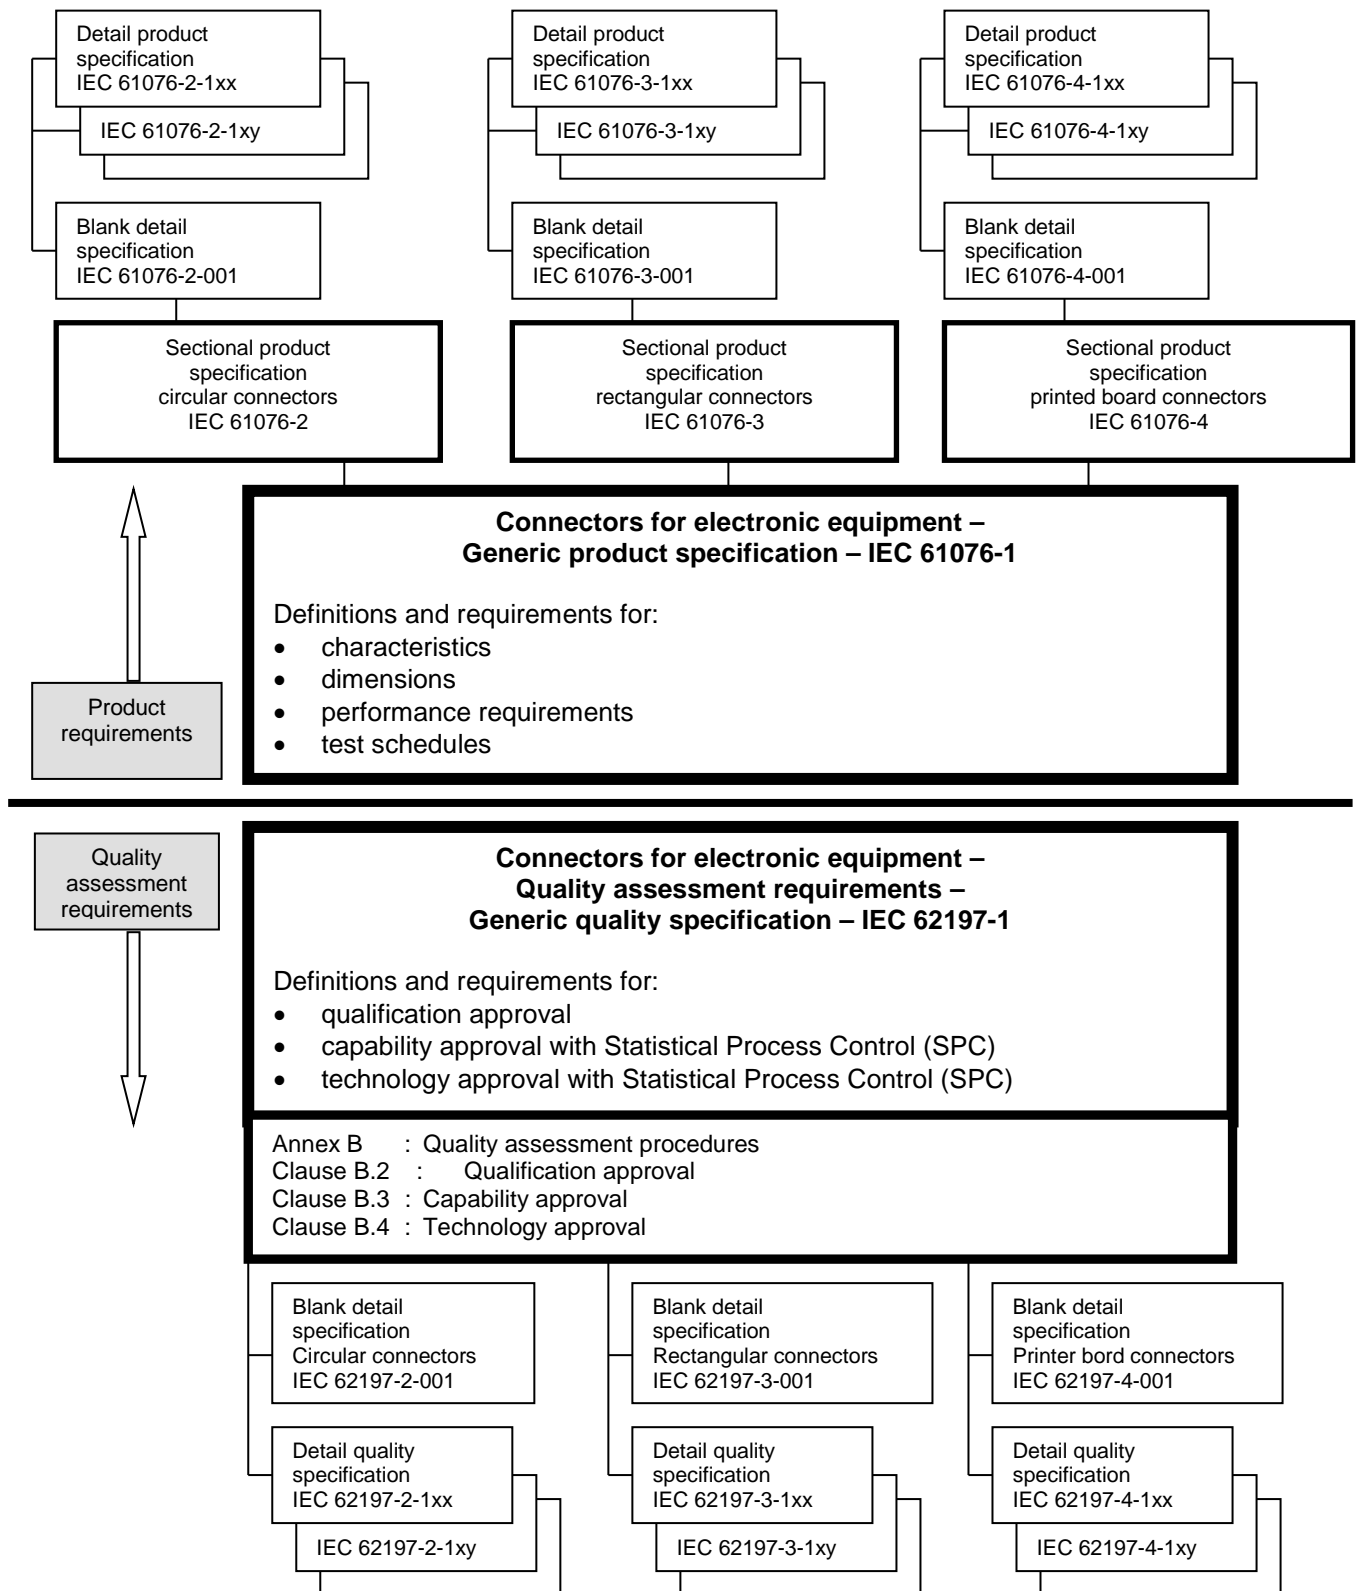 Detail product
specification
IEC 61076-2-1xx
IEC 61076-2-1xy
Detail product
specification
IEC 61076-3-1xx
IEC 61076-3-1xy
Detail product
specification
IEC 61076-4-1xx
IEC 61076-4-1xy
Blank detail
specification
IEC 61076-2-001
Blank detail
specification
IEC 61076-3-001
Blank detail
specification
IEC 61076-4-001
Sectional product
specification
circular connectors
IEC 61076-2
Sectional product
specification
rectangular connectors
IEC 61076-3
Sectional product
specification
printed board connectors
IEC 61076-4
Connectors for electronic equipment –
Generic product specification – IEC 61076-1
Definitions and requirements for:
• characteristics
• dimensions
• performance requirements
• test schedules
Product
requirements
Quality
assessment
requirements
Connectors for electronic equipment –
Quality assessment requirements –
Generic quality specification – IEC 62197-1
Definitions and requirements for:
• qualification approval
• capability approval with Statistical Process Control (SPC)
• technology approval with Statistical Process Control (SPC)
Annex B : Quality assessment procedures
Clause B.2 : Qualification approval
Clause B.3 : Capability approval
Clause B.4 : Technology approval
Blank detail
specification
Circular connectors
IEC 62197-2-001
Blank detail
specification
Rectangular connectors
IEC 62197-3-001
Blank detail
specification
Printer bord connectors
IEC 62197-4-001
Detail quality
specification
IEC 62197-2-1xx
IEC 62197-2-1xy
Detail quality
specification
IEC 62197-3-1xx
IEC 62197-3-1xy
Detail quality
specification
IEC 62197-4-1xx
IEC 62197-4-1xy